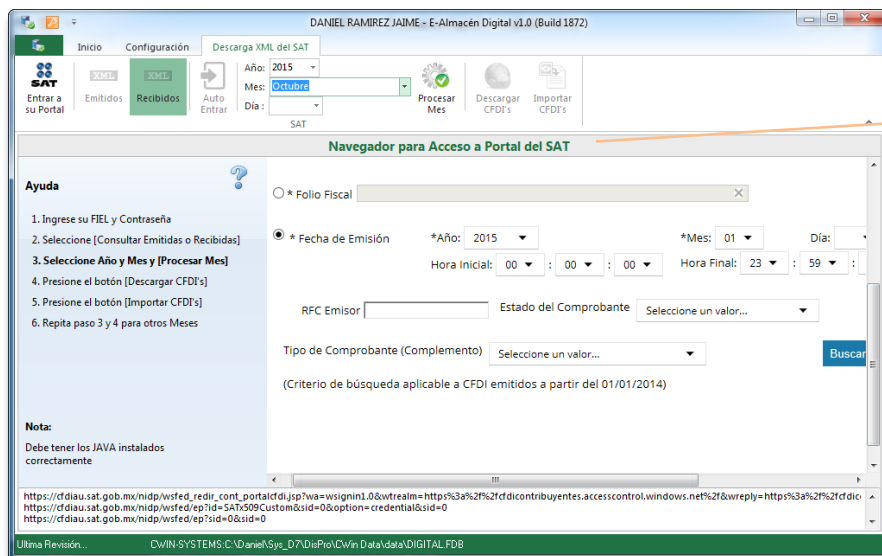 DANIEL RAMIREZ JAIME - E-Almacén Digital v1.0 (Build 1872)
Inicio Configuración Descarga XML del SAT
SAT
Entrar a su Portal
XML
Emitidos
XML
Recibidos
Auto Entrar
Año: 2015
Mes: Octubre
Día :
Procesar Mes
Descargar CFDI's
Importar CFDI's
SAT
Navegador para Acceso a Portal del SAT
Ayuda
1. Ingrese su FIEL y Contraseña
2. Seleccione [Consultar Emitidas o Recibidas]
3. Seleccione Año y Mes y [Procesar Mes]
4. Presione el botón [Descargar CFDI's]
5. Presione el botón [Importar CFDI's]
6. Repita paso 3 y 4 para otros Meses
Nota:
Debe tener los JAVA instalados
correctamente
* Folio Fiscal
* Fecha de Emisión *Año: 2015 *Mes: 01 Día:
Hora Inicial: 00 : 00 : 00 Hora Final: 23 : 59 :
RFC Emisor Estado del Comprobante Seleccione un valor...
Tipo de Comprobante (Complemento) Seleccione un valor... Buscar
(Criterio de búsqueda aplicable a CFDI emitidos a partir del 01/01/2014)
https://cfdiau.sat.gob.mx/nidp/wsfed_redir_cont_portalcfdi.jsp?wa=wsignin1.0&wtrealm=https%3a%2f%2fcfdicontribuyentes.accesscontrol.windows.net%2f&wreply=https%3a%2f%2fcfdic
https://cfdiau.sat.gob.mx/nidp/wsfed/ep?id=SATx509Custom&sid=0&option=credential&sid=0
https://cfdiau.sat.gob.mx/nidp/wsfed/ep?sid=0&sid=0
Ultima Revisión... CWIN-SYSTEMS:C:\Daniel\Sys_D7\DisPro\CWin Data\data\DIGITAL.FDB